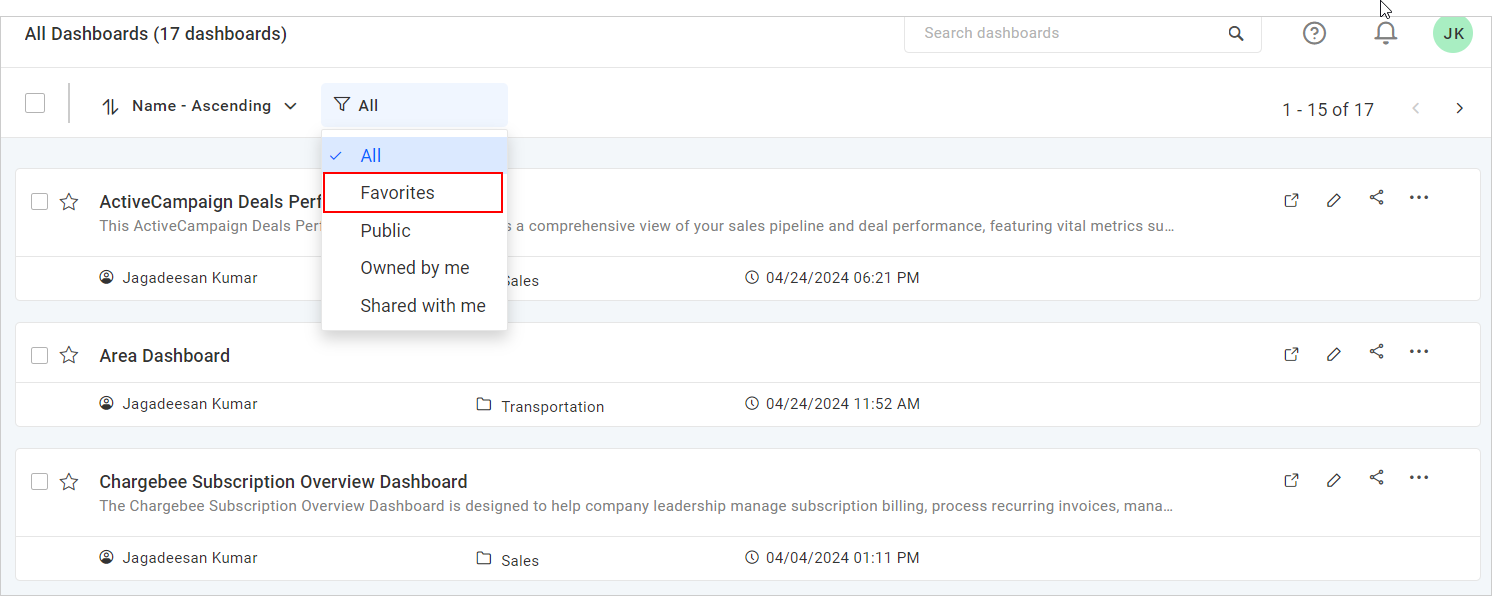 All Dashboards (17 dashboards)
Search dashboards
JK
Name - Ascending
All
1 - 15 of 17
All
Favorites
Public
Owned by me
Shared with me
ActiveCampaign Deals Perf
This ActiveCampaign Deals Perf s a comprehensive view of your sales pipeline and deal performance, featuring vital metrics su...
Jagadeesan Kumar Sales 04/24/2024 06:21 PM
Area Dashboard
Jagadeesan Kumar Transportation 04/24/2024 11:52 AM
Chargebee Subscription Overview Dashboard
The Chargebee Subscription Overview Dashboard is designed to help company leadership manage subscription billing, process recurring invoices, mana...
Jagadeesan Kumar Sales 04/04/2024 01:11 PM